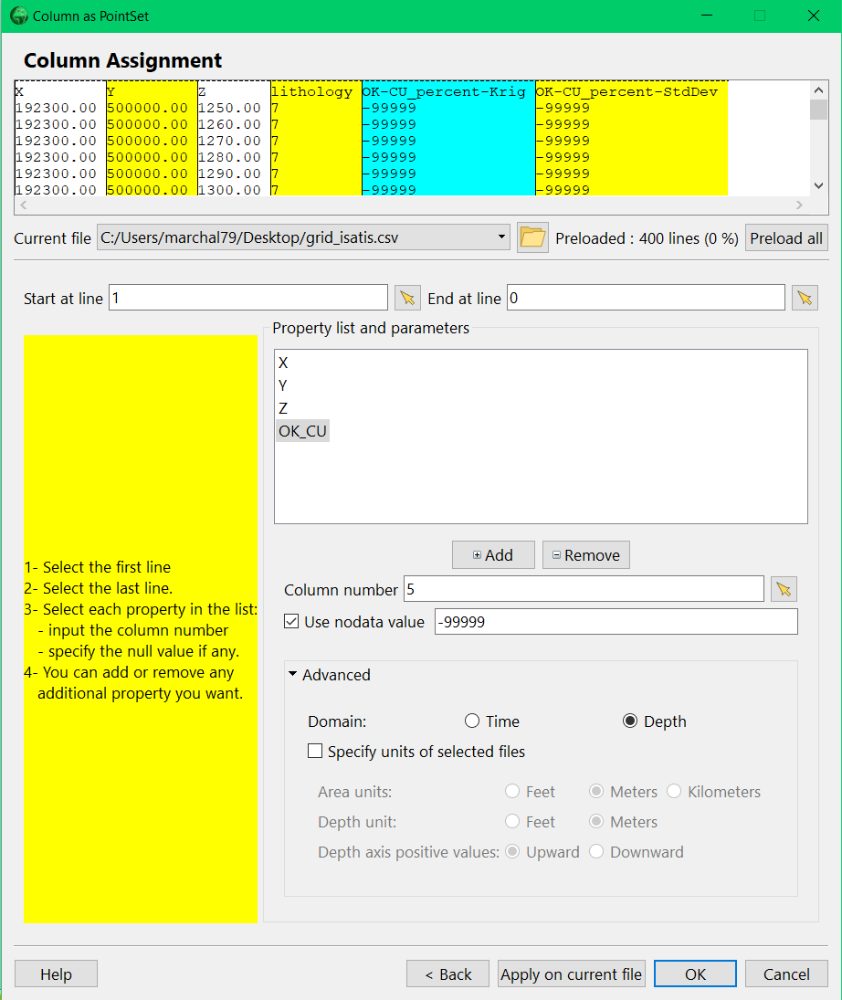 Column as PointSet
Column Assignment
X Y Z lithology OK-CU_percent-Krig OK-CU_percent-StdDev
192300.00 500000.00 1250.00 7 -99999 -99999
192300.00 500000.00 1260.00 7 -99999 -99999
192300.00 500000.00 1270.00 7 -99999 -99999
192300.00 500000.00 1280.00 7 -99999 -99999
192300.00 500000.00 1290.00 7 -99999 -99999
192300.00 500000.00 1300.00 7 -99999 -99999
Current file C:/Users/marchal79/Desktop/grid_isatis.csv Preloaded : 400 lines (0 %) Preload all
Start at line 1 End at line 0
Property list and parameters
X
Y
Z
OK_CU
Add Remove
Column number 5
Use nodata value -99999
1- Select the first line
2- Select the last line.
3- Select each property in the list:
- input the column number
- specify the null value if any.
4- You can add or remove any
additional property you want.
Advanced
Domain: Time Depth
Specify units of selected files
Area units: Feet Meters Kilometers
Depth unit: Feet Meters
Depth axis positive values: Upward Downward
Help < Back Apply on current file OK Cancel